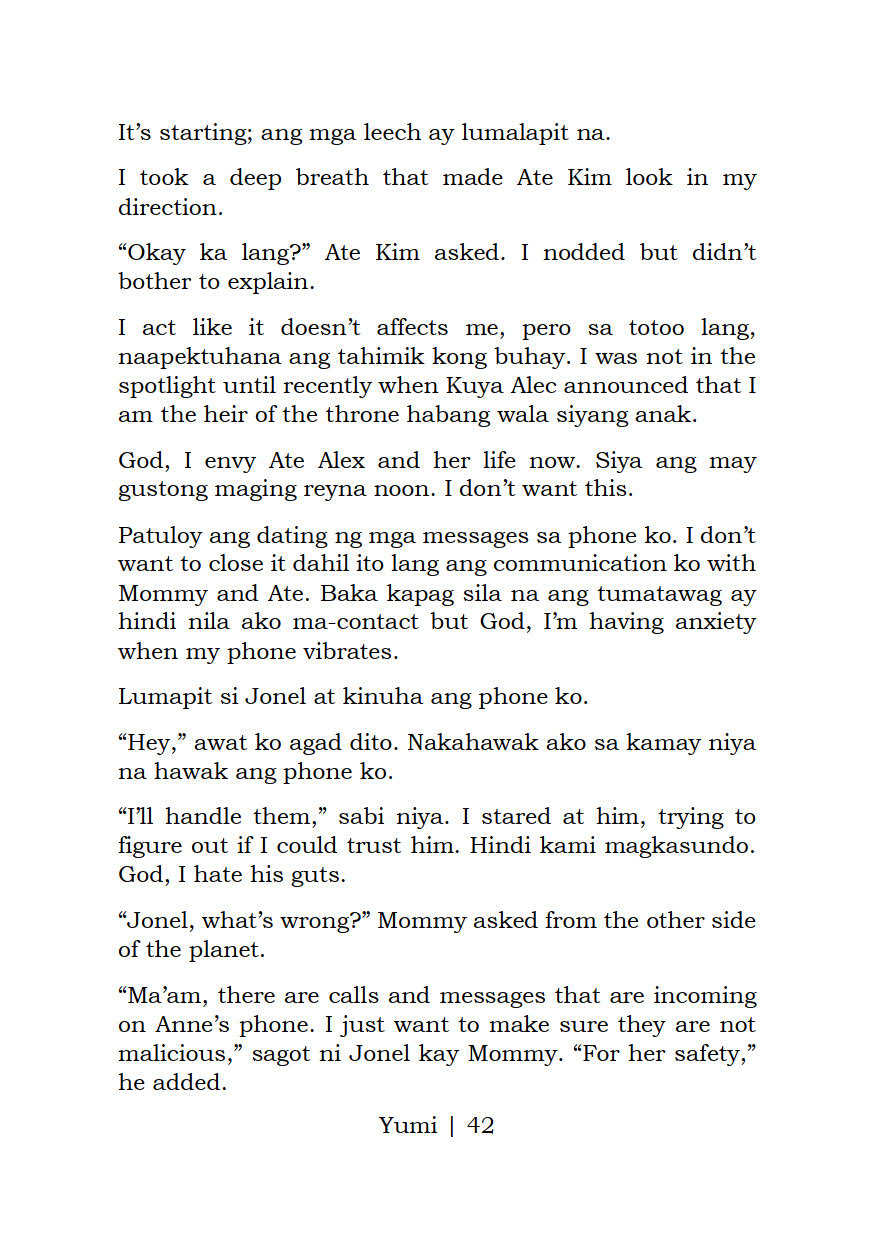 It’s starting; ang mga leech ay lumalapit na.
I took a deep breath that made Ate Kim look in my
direction.
“Okay ka lang?” Ate Kim asked. I nodded but didn’t
bother to explain.
I act like it doesn’t affects me, pero sa totoo lang,
naapektuhana ang tahimik kong buhay. I was not in the
spotlight until recently when Kuya Alec announced that I
am the heir of the throne habang wala siyang anak.
God, I envy Ate Alex and her life now. Siya ang may
gustong maging reyna noon. I don’t want this.
Patuloy ang dating ng mga messages sa phone ko. I don’t
want to close it dahil ito lang ang communication ko with
Mommy and Ate. Baka kapag sila na ang tumatawag ay
hindi nila ako ma-contact but God, I’m having anxiety
when my phone vibrates.
Lumapit si Jonel at kinuha ang phone ko.
“Hey,” awat ko agad dito. Nakahawak ako sa kamay niya
na hawak ang phone ko.
“I’ll handle them,” sabi niya. I stared at him, trying to
figure out if I could trust him. Hindi kami magkasundo.
God, I hate his guts.
“Jonel, what’s wrong?” Mommy asked from the other side
of the planet.
“Ma’am, there are calls and messages that are incoming
on Anne’s phone. I just want to make sure they are not
malicious,” sagot ni Jonel kay Mommy. “For her safety,”
he added.
Yumi | 42